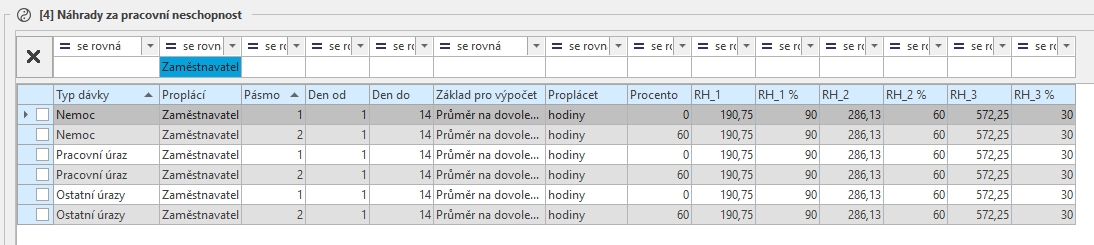 [4] Náhrady za pracovní neschopnost
= se rovná = se rovn = se ro = se ro = se ro = se rovná = se rovn = se ro = se ro = se ro = se ro = se ro = se ro = se ro
Zaměstnavatel
Typ dávky Proplácí Pásmo Den od Den do Základ pro výpočet Proplácet Procento RH_1 RH_1 % RH_2 RH_2 % RH_3 RH_3 %
Nemoc Zaměstnavatel 1 1 14 Průměr na dovole... hodiny 0 190,75 90 286,13 60 572,25 30
Nemoc Zaměstnavatel 2 1 14 Průměr na dovole... hodiny 60 190,75 90 286,13 60 572,25 30
Pracovní úraz Zaměstnavatel 1 1 14 Průměr na dovole... hodiny 0 190,75 90 286,13 60 572,25 30
Pracovní úraz Zaměstnavatel 2 1 14 Průměr na dovole... hodiny 60 190,75 90 286,13 60 572,25 30
Ostatní úrazy Zaměstnavatel 1 1 14 Průměr na dovole... hodiny 0 190,75 90 286,13 60 572,25 30
Ostatní úrazy Zaměstnavatel 2 1 14 Průměr na dovole... hodiny 60 190,75 90 286,13 60 572,25 30